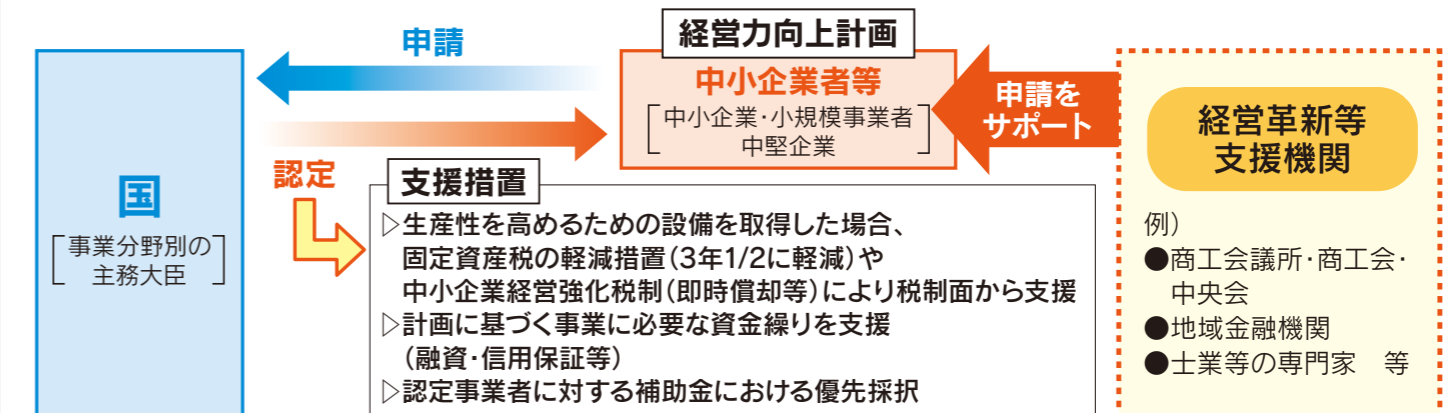 経営力向上計画
申請
中小企業者等
中小企業・小規模事業者
中堅企業
申請を
サポート
経営革新等
支援機関
国
事業分野別の
主務大臣
認定
支援措置
▷生産性を高めるための設備を取得した場合、
固定資産税の軽減措置(3年1/2に軽減)や
中小企業経営強化税制(即時償却等)により税制面から支援
▷計画に基づく事業に必要な資金繰りを支援
(融資・信用保証等)
▷認定事業者に対する補助金における優先採択
例)
●商工会議所・商工会・
中央会
●地域金融機関
●士業等の専門家　等